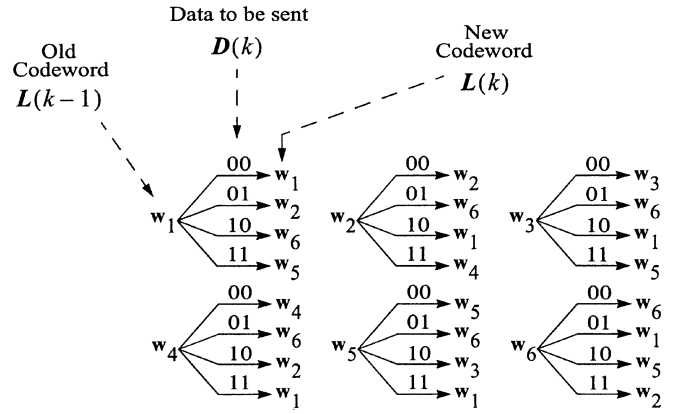 Data to be sent
D(k)
Old
Codeword
L(k − 1)
New
Codeword
L(k)
w1
00 w1
01 w2
10 w6
11 w5
w2
00 w2
01 w6
10 w1
11 w4
w3
00 w3
01 w6
10 w1
11 w5
w4
00 w4
01 w6
10 w2
11 w1
w5
00 w5
01 w6
10 w3
11 w1
w6
00 w6
01 w1
10 w5
11 w2